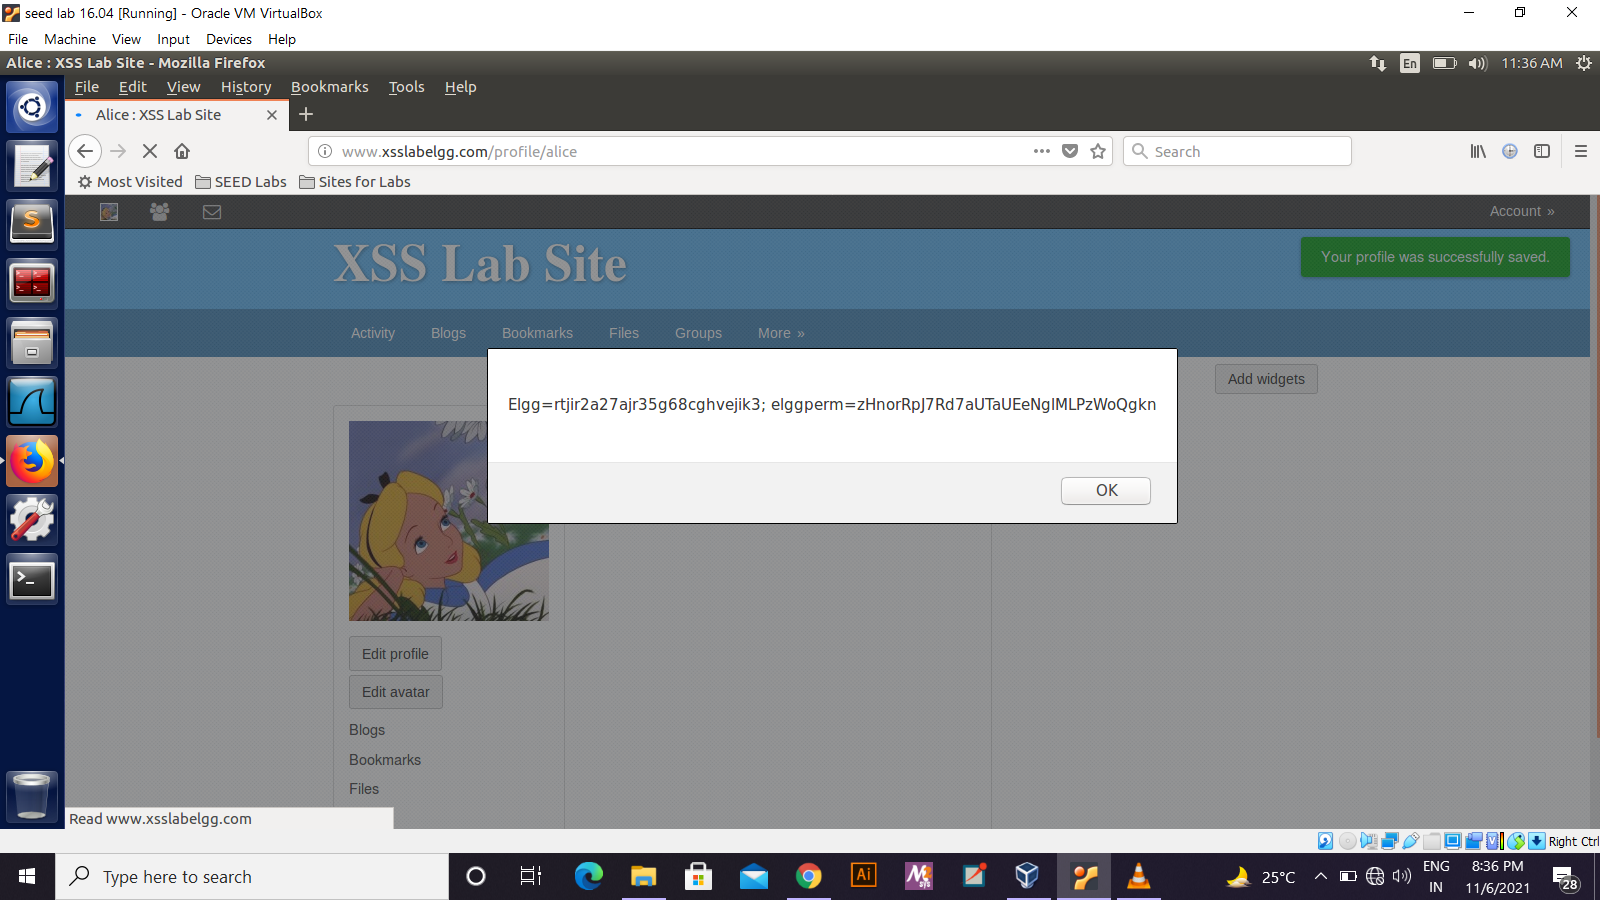 seed lab 16.04 [Running] - Oracle VM VirtualBox
File Machine View Input Devices Help
Alice : XSS Lab Site - Mozilla Firefox
En
11:36 AM
File Edit View History Bookmarks Tools Help
Alice : XSS Lab Site
www.xsslabelgg.com/profile/alice
Search
Most Visited
SEED Labs
Sites for Labs
Account »
XSS Lab Site
Your profile was successfully saved.
Activity Blogs Bookmarks Files Groups More »
Add widgets
Elgg=rtjir2a27ajr35g68cghvejik3; elggperm=zHnorRpJ7Rd7aUTaUEeNglMLPzWoQgkn
OK
Edit profile
Edit avatar
Blogs
Bookmarks
Files
Read www.xsslabelgg.com
Right Ctrl
Type here to search
Ai
M
SYS
25°C
ENG
IN
8:36 PM
11/6/2021
28